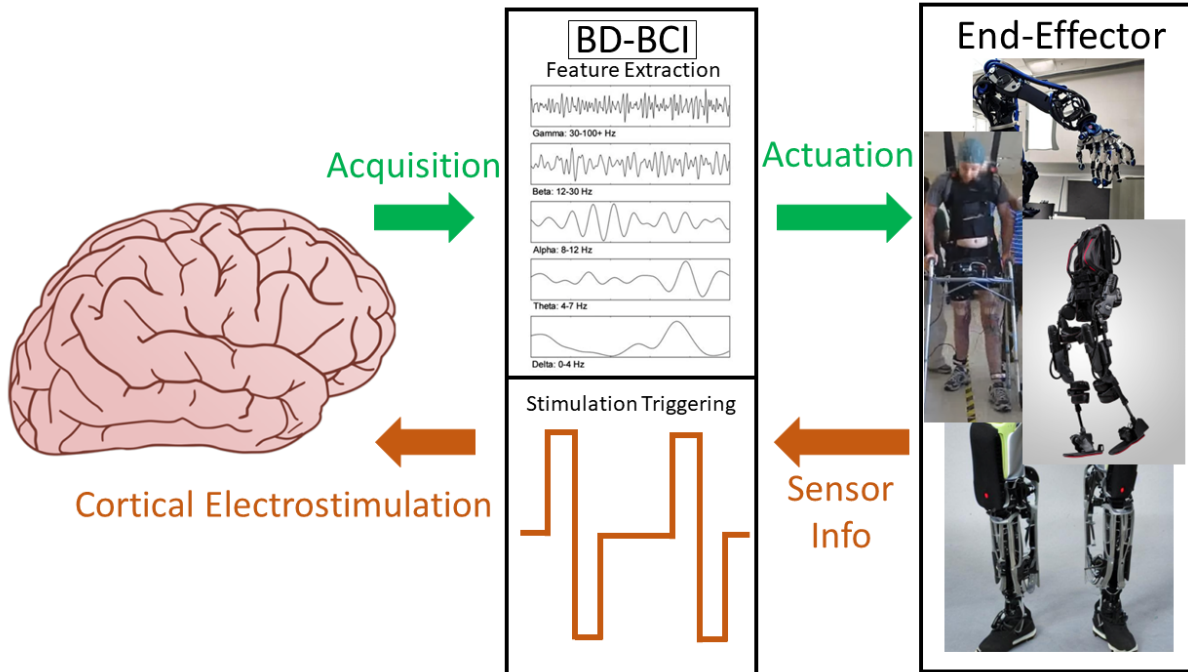 BD-BCI
Feature Extraction
Gamma: 30-100+ Hz
Beta: 12-30 Hz
Alpha: 8-12 Hz
Theta: 4-7 Hz
Delta: 0-4 Hz
Stimulation Triggering
Acquisition
Actuation
End-Effector
Cortical Electrostimulation
Sensor
Info